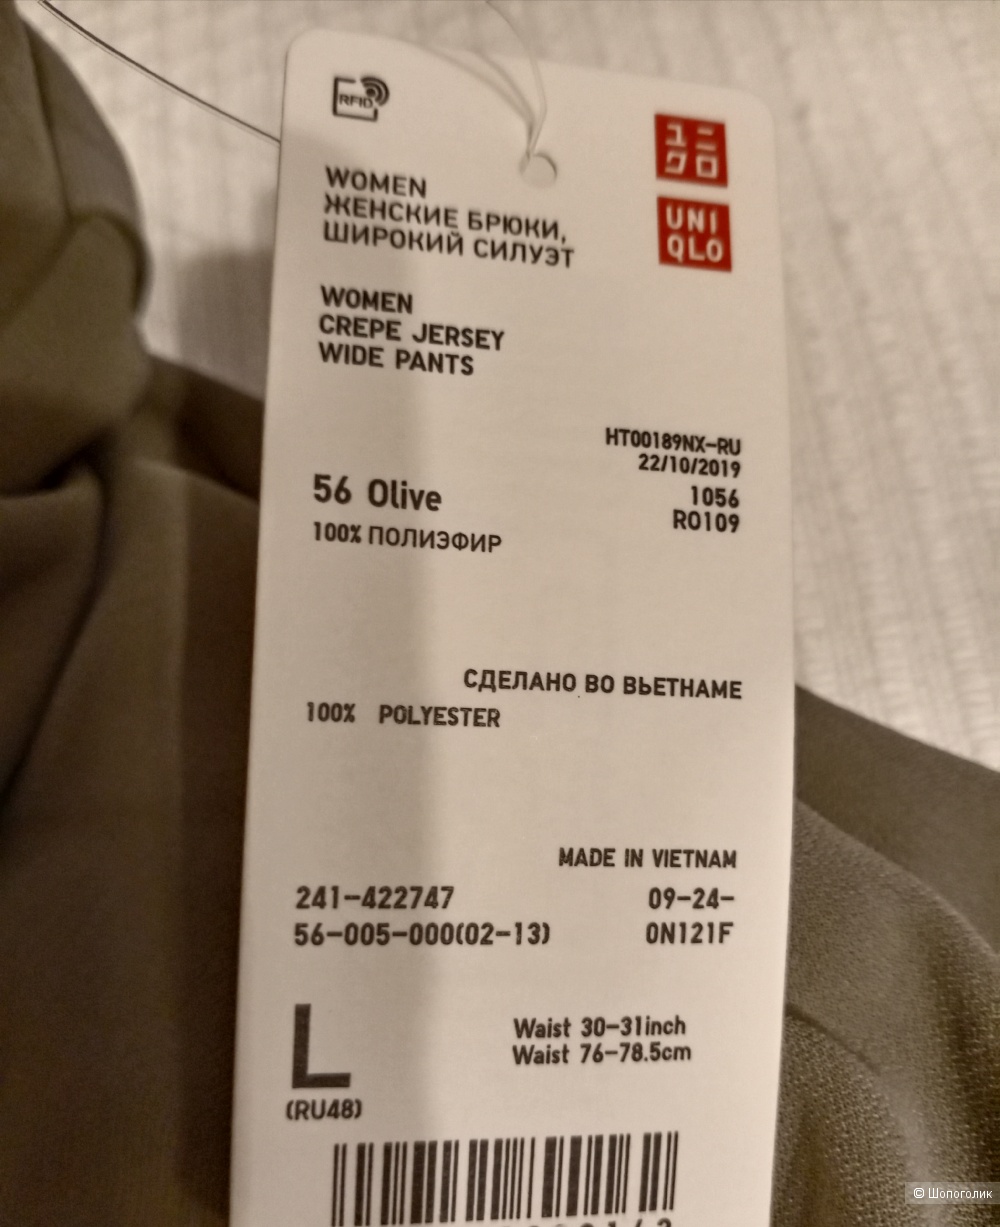 RFID
ユニ
クロ
UNI
QLO
WOMEN
ЖЕНСКИЕ БРЮКИ,
ШИРОКИЙ СИЛУЭТ
WOMEN
CREPE JERSEY
WIDE PANTS
HT00189NX-RU
22/10/2019
56 Olive
1056
RO109
100% ПОЛИЭФИР
СДЕЛАНО ВО ВЬЕТНАМЕ
100% POLYESTER
MADE IN VIETNAM
241-422747
09-24-
56-005-000(02-13)
0N121F
L
Waist 30-31inch
Waist 76-78.5cm
(RU48)
© Шопоголик